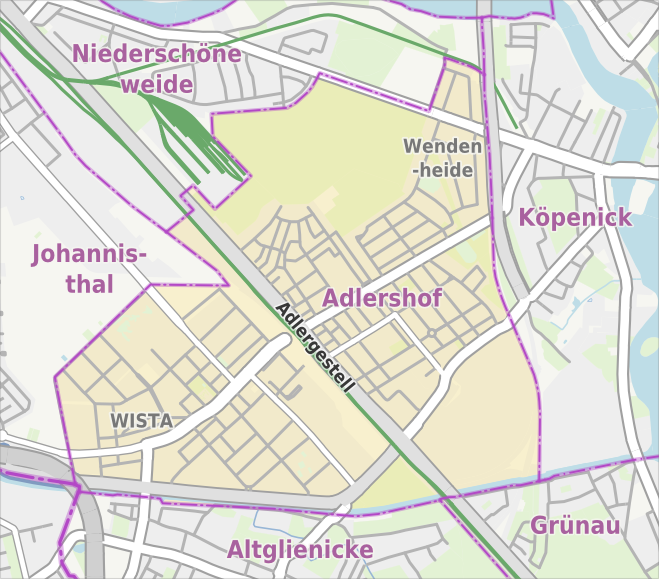 Niederschöne
weide
Wenden
-heide
Köpenick
Johannis-
thal
Adlershof
Adlergestell
WISTA
Grünau
Altglienicke